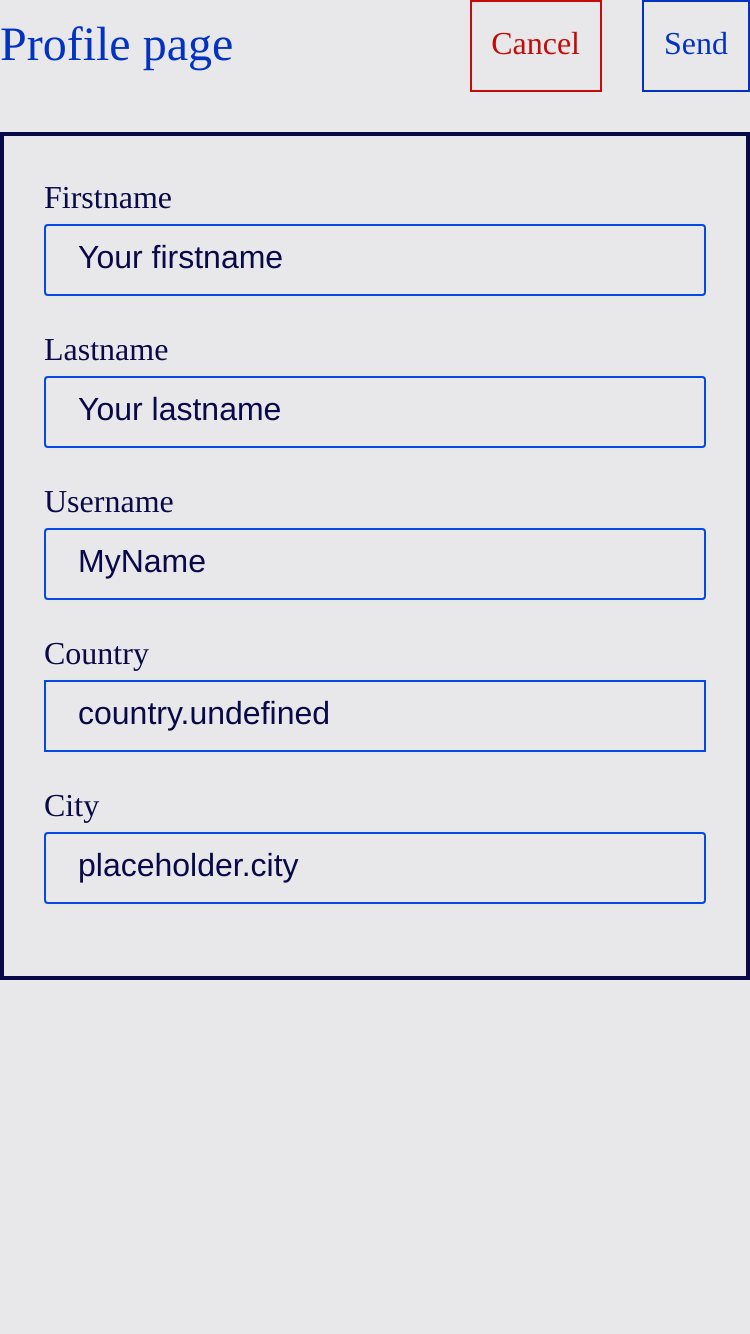 Profile page
Cancel
Send
Firstname
Your firstname
Lastname
Your lastname
Username
MyName
Country
country.undefined
City
placeholder.city